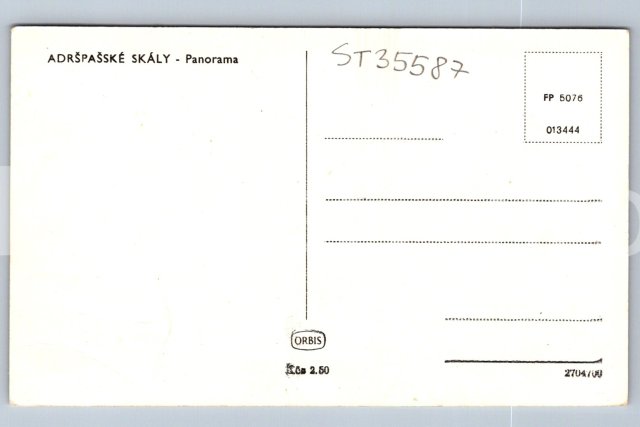 ADRŠPAŠSKÉ SKÁLY - Panorama
ST35587
FP 5076
013444
ORBIS
Kčs 2.50